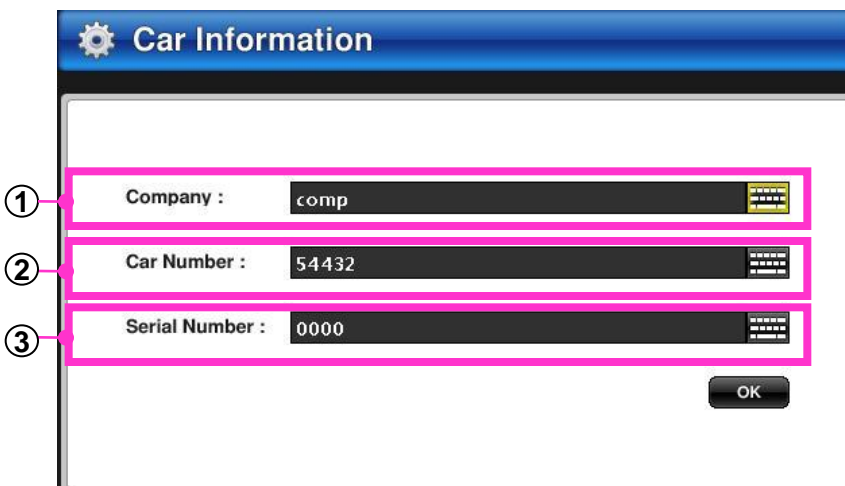 Car Information
① Company : comp
② Car Number : 54432
③ Serial Number : 0000
OK